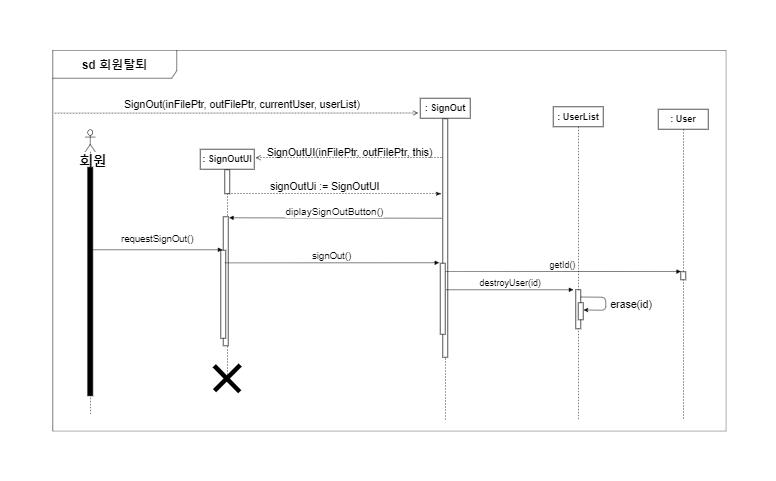 sd 회원탈퇴
SignOut(inFilePtr, outFilePtr, currentUser, userList)
: SignOut
: UserList
: User
회원
: SignOutUI
SignOutUI(inFilePtr, outFilePtr, this)
signOutUi := SignOutUI
diplaySignOutButton()
requestSignOut()
signOut()
getId()
destroyUser(id)
erase(id)